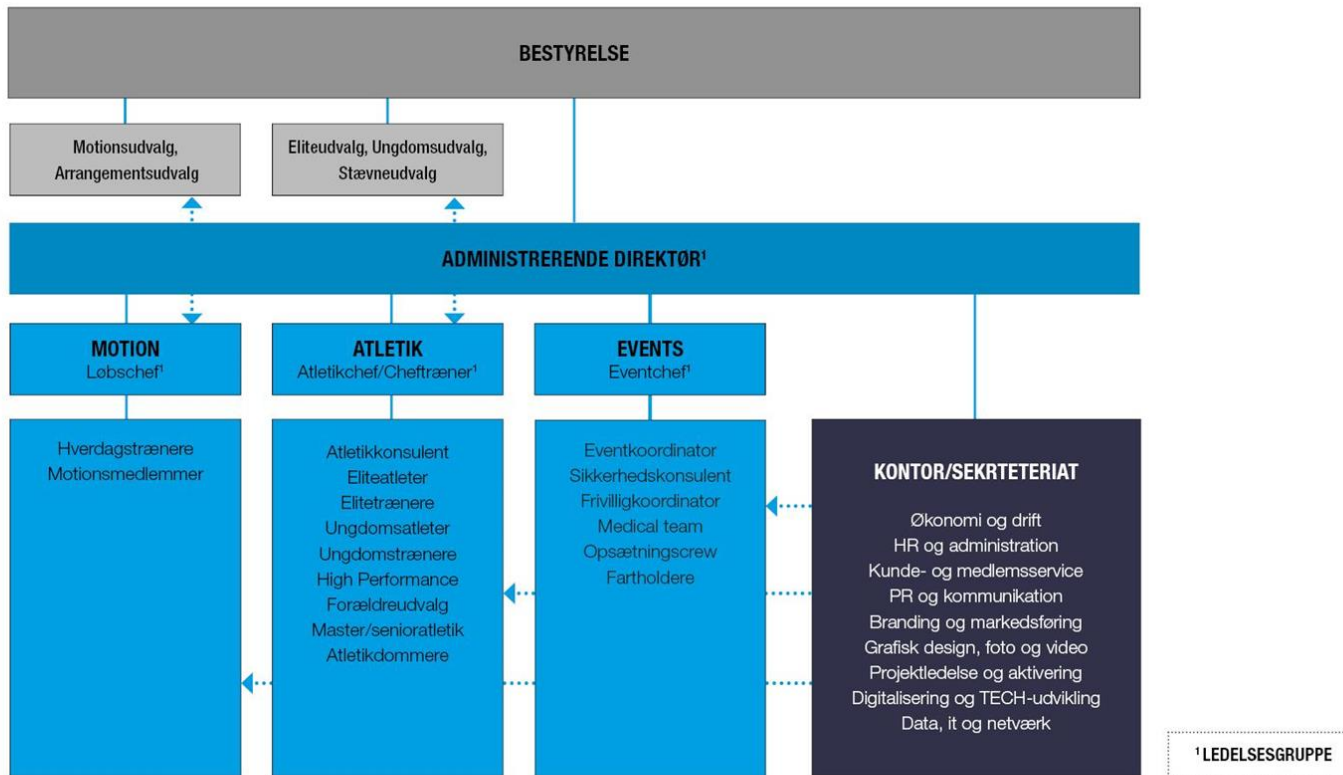 BESTYRELSE
Motionsudvalg,
Arrangementsudvalg
Eliteudvalg, Ungdomsudvalg,
Stævneudvalg
ADMINISTRERENDE DIREKTØR¹
MOTION
Løbschef¹
ATLETIK
Atletikchef/Cheftræner¹
EVENTS
Eventchef¹
Hverdagstrænere
Motionsmedlemmer
Atletikkonsulent
Eliteatleter
Elitetrænere
Ungdomsatleter
Ungdomstrænere
High Performance
Forældreudvalg
Master/senioratletik
Atletikdommere
Eventkoordinator
Sikkerhedskonsulent
Frivilligkoordinator
Medical team
Opsætningscrew
Fartholdere
KONTOR/SEKRTETERIAT
Økonomi og drift
HR og administration
Kunde- og medlemsservice
PR og kommunikation
Branding og markedsføring
Grafisk design, foto og video
Projektledelse og aktivering
Digitalisering og TECH-udvikling
Data, it og netværk
¹ LEDELSESGRUPPE